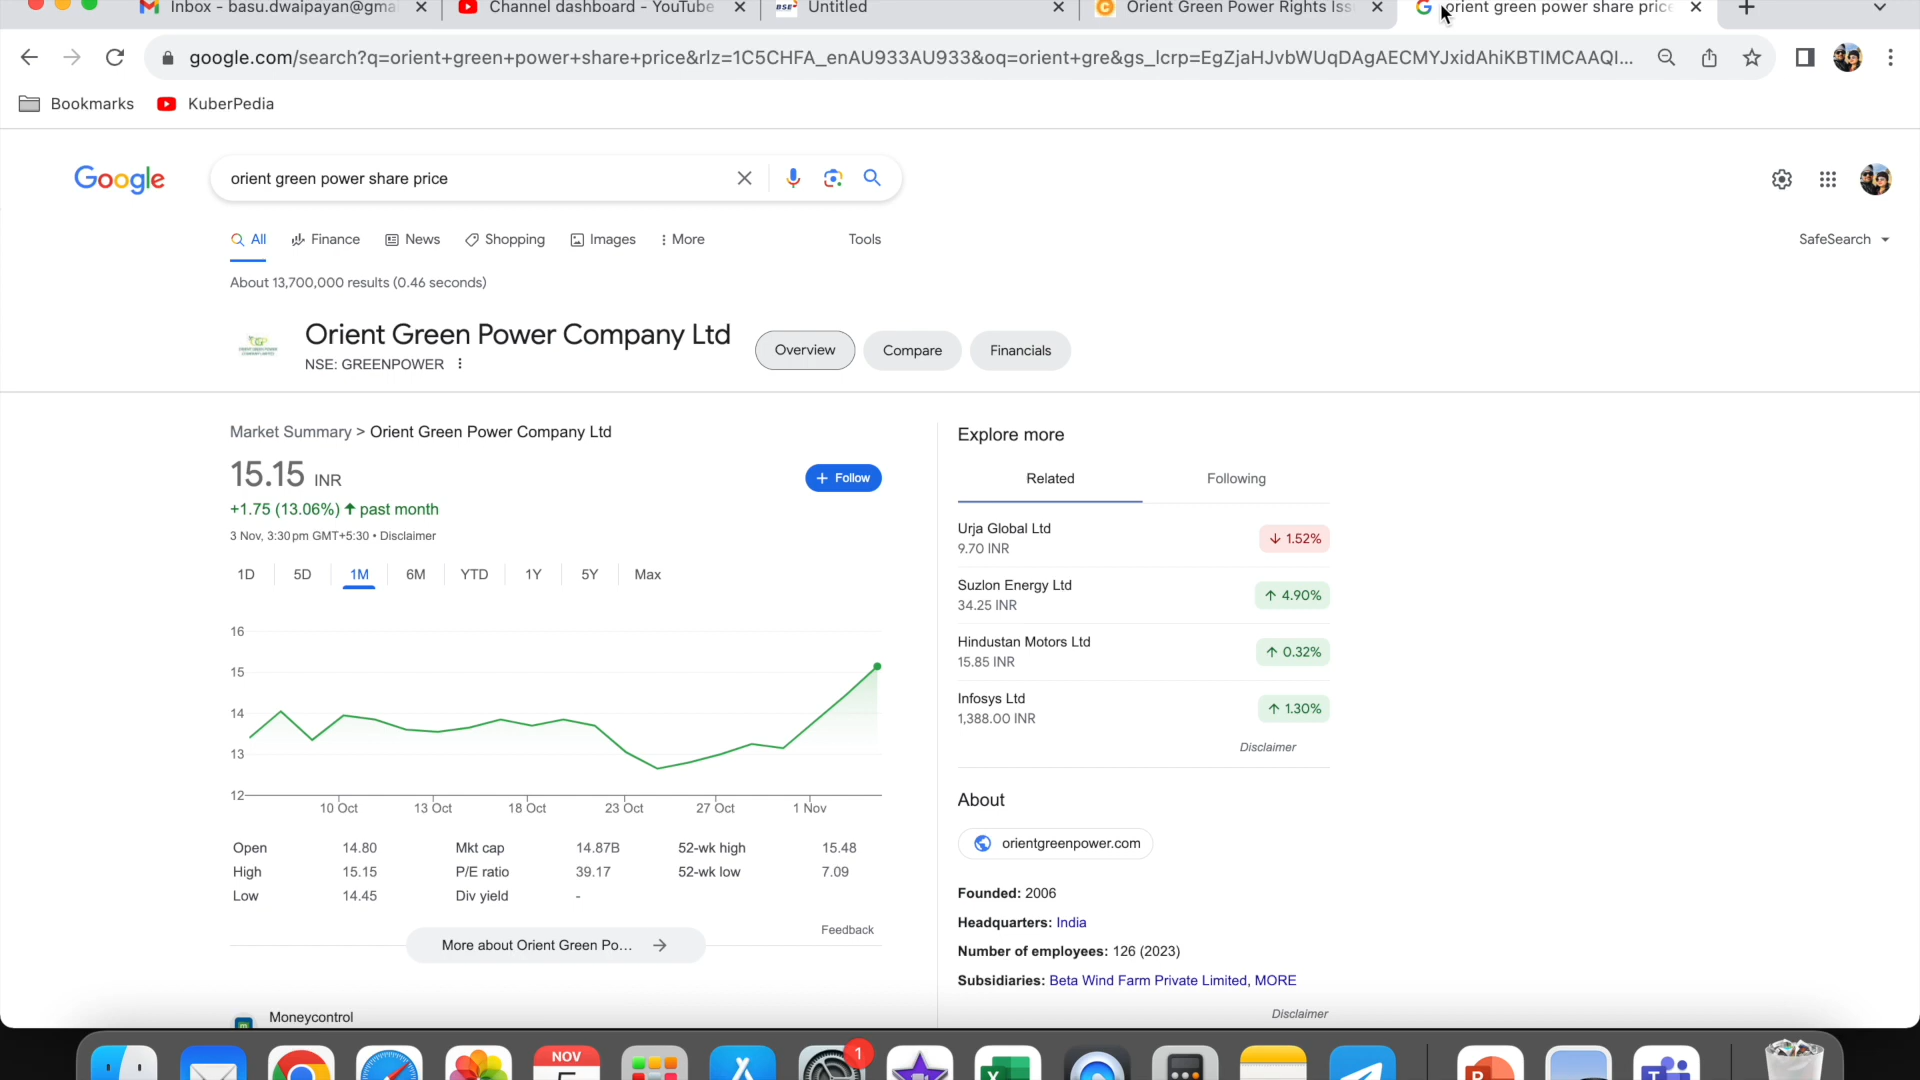 Inbox - basu.dwaipayan@gma
Channel dashboard - YouTube
BSE
Untitled
Orient Green Power Rights Iss
orient green power share price
google.com/search?q=orient+green+power+share+price&rlz=1C5CHFA_enAU933AU933&oq=orient+gre&gs_lcrp=EgZjaHJvbWUqDAgAECMYJxidAhiKBTIMCAAQI...
Bookmarks
KuberPedia
Google
orient green power share price
All
Finance
News
Shopping
Images
More
Tools
SafeSearch
About 13,700,000 results (0.46 seconds)
Orient Green Power Company Ltd
NSE: GREENPOWER
Overview
Compare
Financials
Market Summary > Orient Green Power Company Ltd
15.15 INR
+ Follow
+1.75 (13.06%) ↑ past month
3 Nov, 3:30 pm GMT+5:30 • Disclaimer
1D
5D
1M
6M
YTD
1Y
5Y
Max
16
15
14
13
12
10 Oct
13 Oct
18 Oct
23 Oct
27 Oct
1 Nov
Open 14.80 Mkt cap 14.87B 52-wk high 15.48
High 15.15 P/E ratio 39.17 52-wk low 7.09
Low 14.45 Div yield -
Feedback
More about Orient Green Po... →
Moneycontrol
Explore more
Related
Following
Urja Global Ltd
9.70 INR
↓ 1.52%
Suzlon Energy Ltd
34.25 INR
↑ 4.90%
Hindustan Motors Ltd
15.85 INR
↑ 0.32%
Infosys Ltd
1,388.00 INR
↑ 1.30%
Disclaimer
About
orientgreenpower.com
Founded: 2006
Headquarters: India
Number of employees: 126 (2023)
Subsidiaries: Beta Wind Farm Private Limited, MORE
Disclaimer
NOV
1